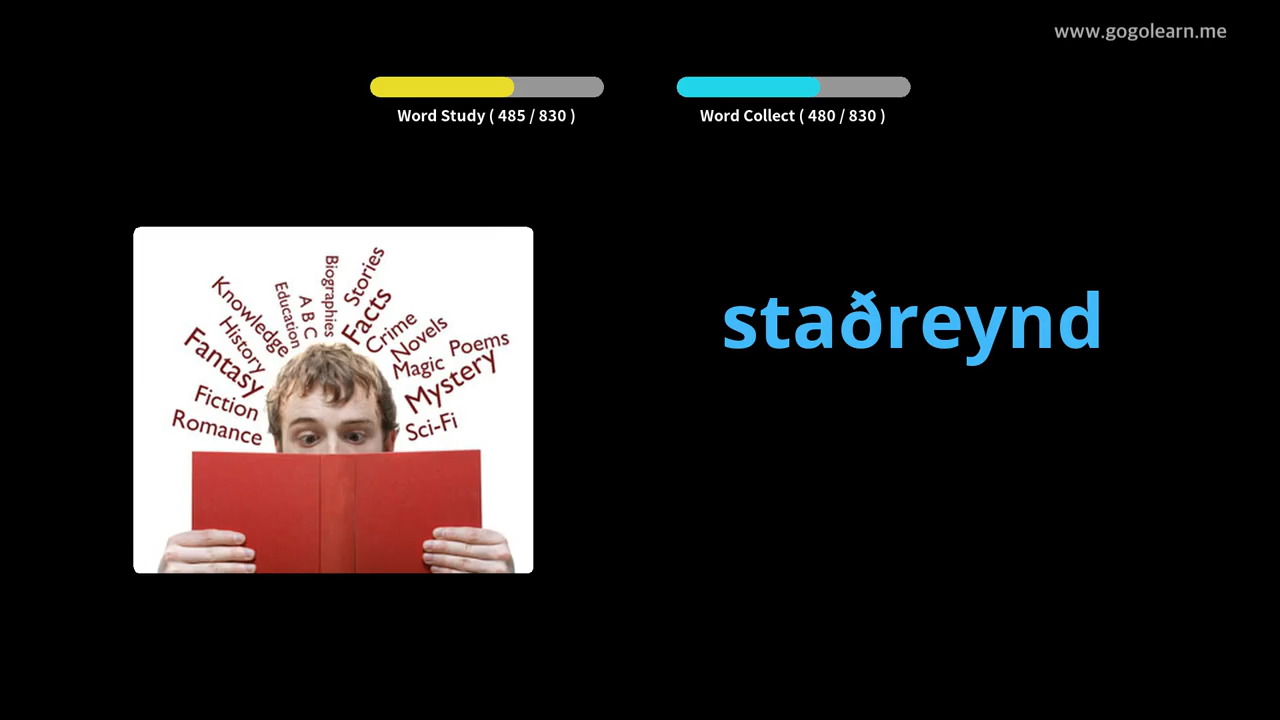 www.gogolearn.me
Word Study ( 485 / 830 )
Word Collect ( 480 / 830 )
staðreynd
Biographies
Stories
Education
A B C
Facts
Knowledge
Crime
History
Novels
Fantasy
Magic
Poems
Mystery
Fiction
Romance
Sci-Fi